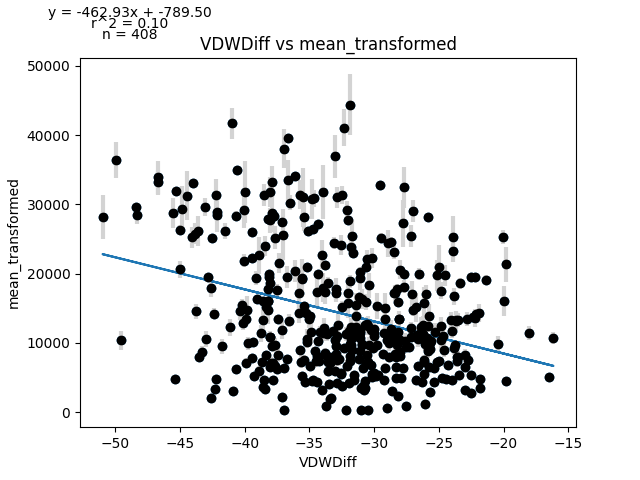 y = -462.93x + -789.50
r^2 = 0.10
n = 408
VDWDiff vs mean_transformed
50000
40000
30000
20000
10000
0
mean_transformed
−50
−45
−40
−35
−30
−25
−20
−15
VDWDiff